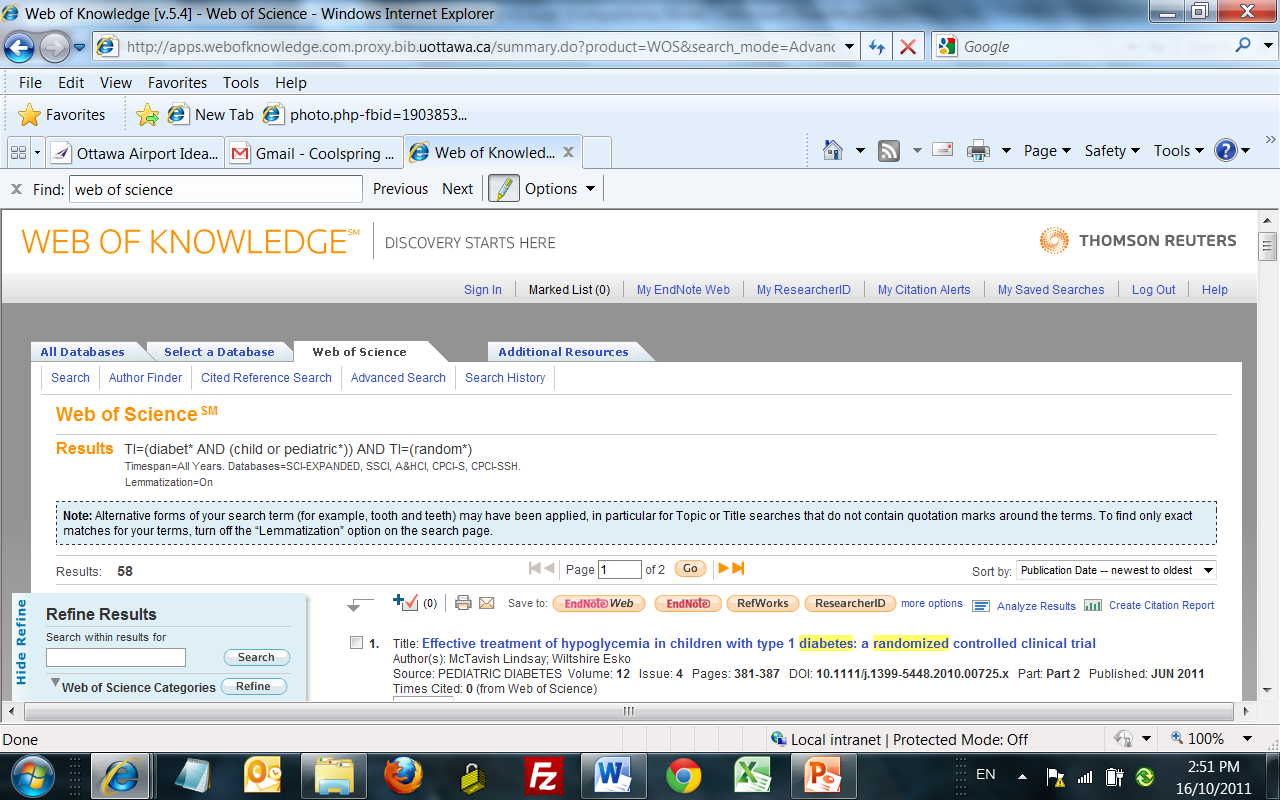 Web of Knowledge [v.5.4] - Web of Science - Windows Internet Explorer
http://apps.webofknowledge.com.proxy.bib.uottawa.ca/summary.do?product=WOS&search_mode=Advanc
Google
File Edit View Favorites Tools Help
Favorites New Tab photo.php-fbid=1903853...
Ottawa Airport Idea... Gmail - Coolspring ... Web of Knowled... Page Safety Tools
Find: web of science Previous Next Options
WEB OF KNOWLEDGE SM DISCOVERY STARTS HERE THOMSON REUTERS
Sign In Marked List (0) My EndNote Web My ResearcherID My Citation Alerts My Saved Searches Log Out Help
All Databases Select a Database Web of Science Additional Resources
Search Author Finder Cited Reference Search Advanced Search Search History
Web of Science SM
Results TI=(diabet* AND (child or pediatric*)) AND TI=(random*)
Timespan=All Years. Databases=SCI-EXPANDED, SSCI, A&HCI, CPCI-S, CPCI-SSH.
Lemmatization=On
Note: Alternative forms of your search term (for example, tooth and teeth) may have been applied, in particular for Topic or Title searches that do not contain quotation marks around the terms. To find only exact
matches for your terms, turn off the “Lemmatization” option on the search page.
Results: 58 Page 1 of 2 Go Sort by: Publication Date -- newest to oldest
Hide Refine
Refine Results
Search within results for
Search
Web of Science Categories Refine
(0) Save to: EndNote Web EndNote RefWorks ResearcherID more options Analyze Results Create Citation Report
1. Title: Effective treatment of hypoglycemia in children with type 1 diabetes: a randomized controlled clinical trial
Author(s): McTavish Lindsay; Wiltshire Esko
Source: PEDIATRIC DIABETES Volume: 12 Issue: 4 Pages: 381-387 DOI: 10.1111/j.1399-5448.2010.00725.x Part: Part 2 Published: JUN 2011
Times Cited: 0 (from Web of Science)
Done Local intranet | Protected Mode: Off 100%
EN 2:51 PM
16/10/2011